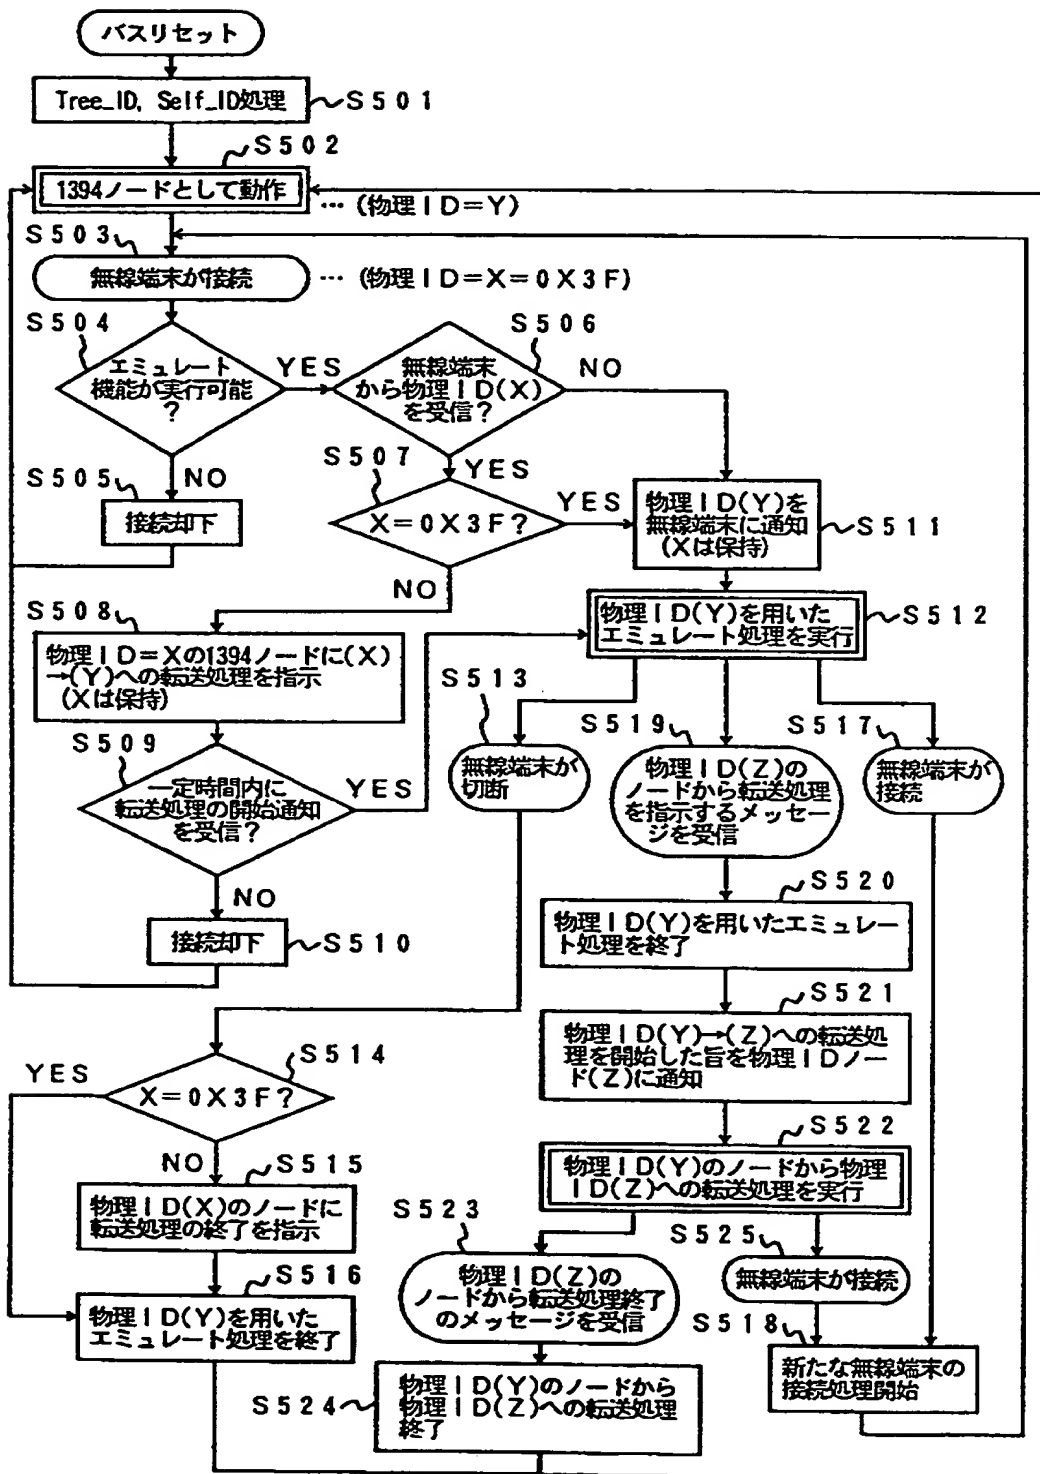 バスリセット
Tree_ID, Self_ID処理
S501
S502
1394ノードとして動作
… (物理ID=Y)
S503
無線端末が接続
… (物理ID=X=0X3F)
S504
エミュレート
機能が実行可能
?
YES
NO
S505
接続却下
S506
無線端末
から物理ID(X)
を受信?
NO
YES
S507
X=0X3F?
YES
NO
物理ID(Y)を
無線端末に通知
(Xは保持)
S511
S508
物理ID=Xの1394ノードに(X)
→(Y)への転送処理を指示
(Xは保持)
S509
一定時間内に
転送処理の開始通知
を受信?
YES
NO
接続却下
S510
物理ID(Y)を用いた
エミュレート処理を実行
S512
S513
無線端末が
切断
S519
物理ID(Z)の
ノードから転送処理
を指示するメッセー
ジを受信
S517
無線端末が
接続
S520
物理ID(Y)を用いたエミュレー
ト処理を終了
S521
物理ID(Y)→(Z)への転送処
理を開始した旨を物理IDノー
ド(Z)に通知
S522
物理ID(Y)のノードから物理
ID(Z)への転送処理を実行
S514
X=0X3F?
YES
NO
S515
物理ID(X)のノードに
転送処理の終了を指示
S516
物理ID(Y)を用いた
エミュレート処理を終了
S523
物理ID(Z)の
ノードから転送処理終了
のメッセージを受信
S524
物理ID(Y)のノードから
物理ID(Z)への転送処理
終了
S525
無線端末が接続
S518
新たな無線端末の
接続処理開始